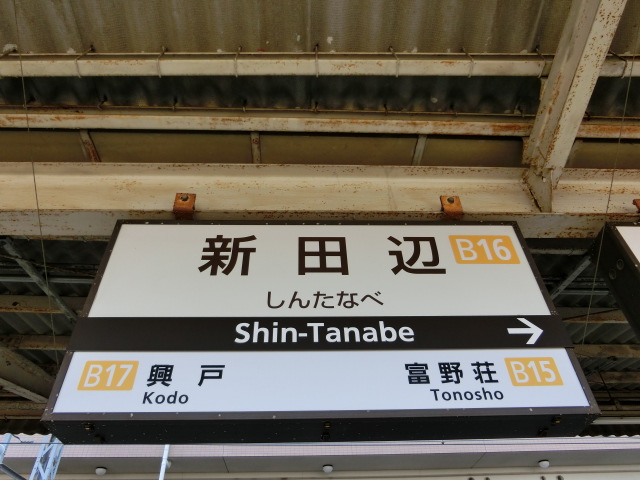 新田辺 B16
しんたなべ
Shin-Tanabe →
B17 興戸 富野荘 B15
Kodo Tonosho